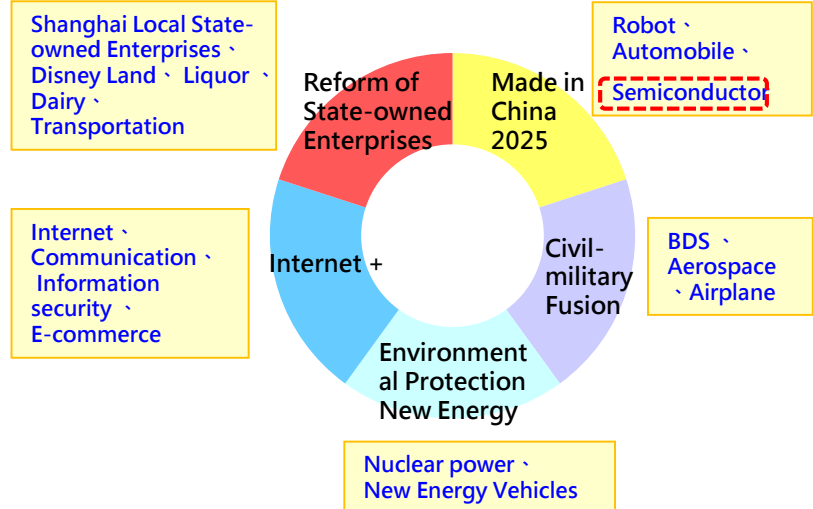 Shanghai Local State-
owned Enterprises、
Disney Land、 Liquor 、
Dairy、
Transportation
Reform of
State-owned
Enterprises
Made in
China
2025
Robot、
Automobile、
Semiconductor
Internet、
Communication、
Information
security 、
E-commerce
Internet +
Civil-
military
Fusion
BDS 、
Aerospace
、Airplane
Environment
al Protection
New Energy
Nuclear power、
New Energy Vehicles